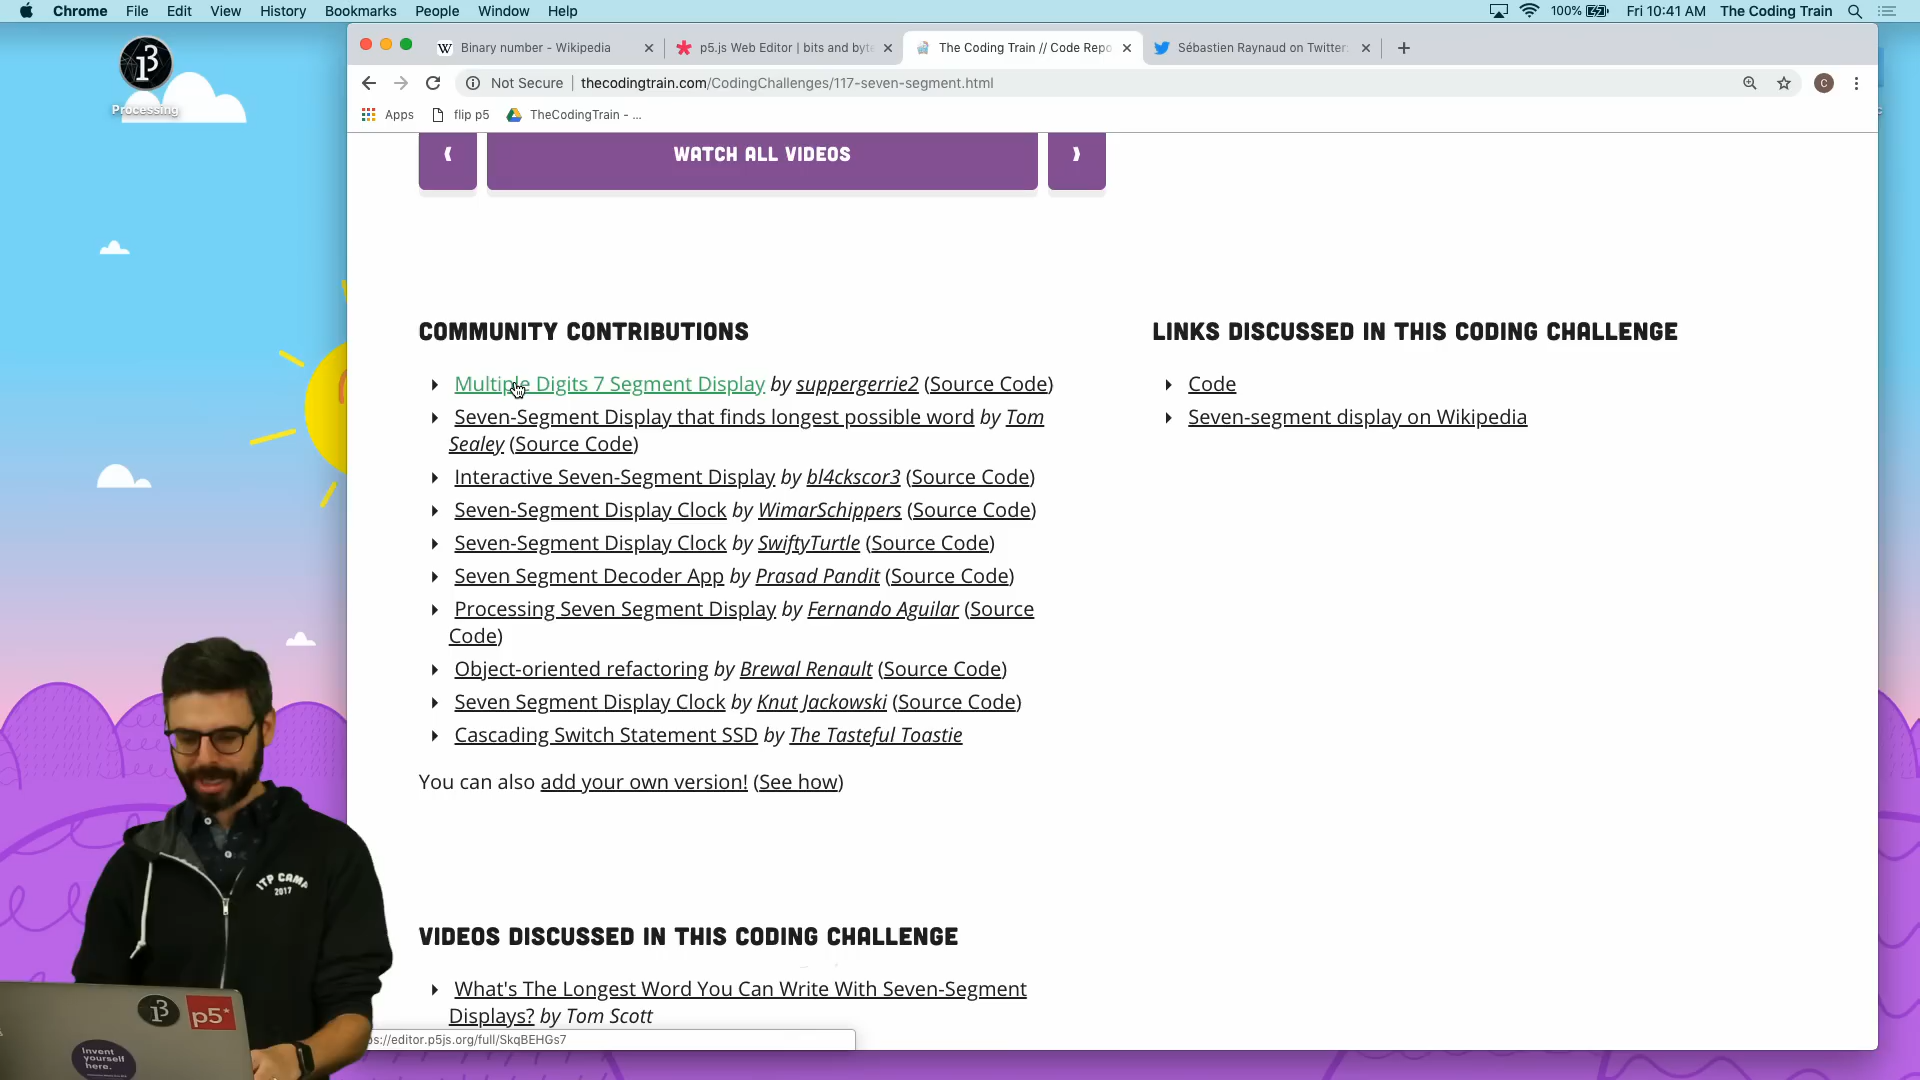 Chrome File Edit View History Bookmarks People Window Help 100% Fri 10:41 AM The Coding Train
Processing
Binary number - Wikipedia
p5.js Web Editor | bits and byte
The Coding Train // Code Repo
Sébastien Raynaud on Twitter:
Not Secure | thecodingtrain.com/CodingChallenges/117-seven-segment.html
C
Apps flip p5 TheCodingTrain - ...
WATCH ALL VIDEOS
COMMUNITY CONTRIBUTIONS
Multiple Digits 7 Segment Display by suppergerrie2 (Source Code)
Seven-Segment Display that finds longest possible word by Tom
Sealey (Source Code)
Interactive Seven-Segment Display by bl4ckscor3 (Source Code)
Seven-Segment Display Clock by WimarSchippers (Source Code)
Seven-Segment Display Clock by SwiftyTurtle (Source Code)
Seven Segment Decoder App by Prasad Pandit (Source Code)
Processing Seven Segment Display by Fernando Aguilar (Source
Code)
Object-oriented refactoring by Brewal Renault (Source Code)
Seven Segment Display Clock by Knut Jackowski (Source Code)
Cascading Switch Statement SSD by The Tasteful Toastie
You can also add your own version! (See how)
LINKS DISCUSSED IN THIS CODING CHALLENGE
Code
Seven-segment display on Wikipedia
VIDEOS DISCUSSED IN THIS CODING CHALLENGE
What's The Longest Word You Can Write With Seven-Segment
Displays? by Tom Scott
ps://editor.p5js.org/full/SkqBEHGs7
ITP CAMP
2017
p5*
Invent
yourself
here.